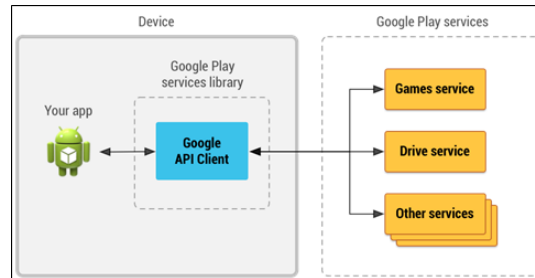 Device
Google Play services
Google Play
services library
Your app
Google
API Client
Games service
Drive service
Other services